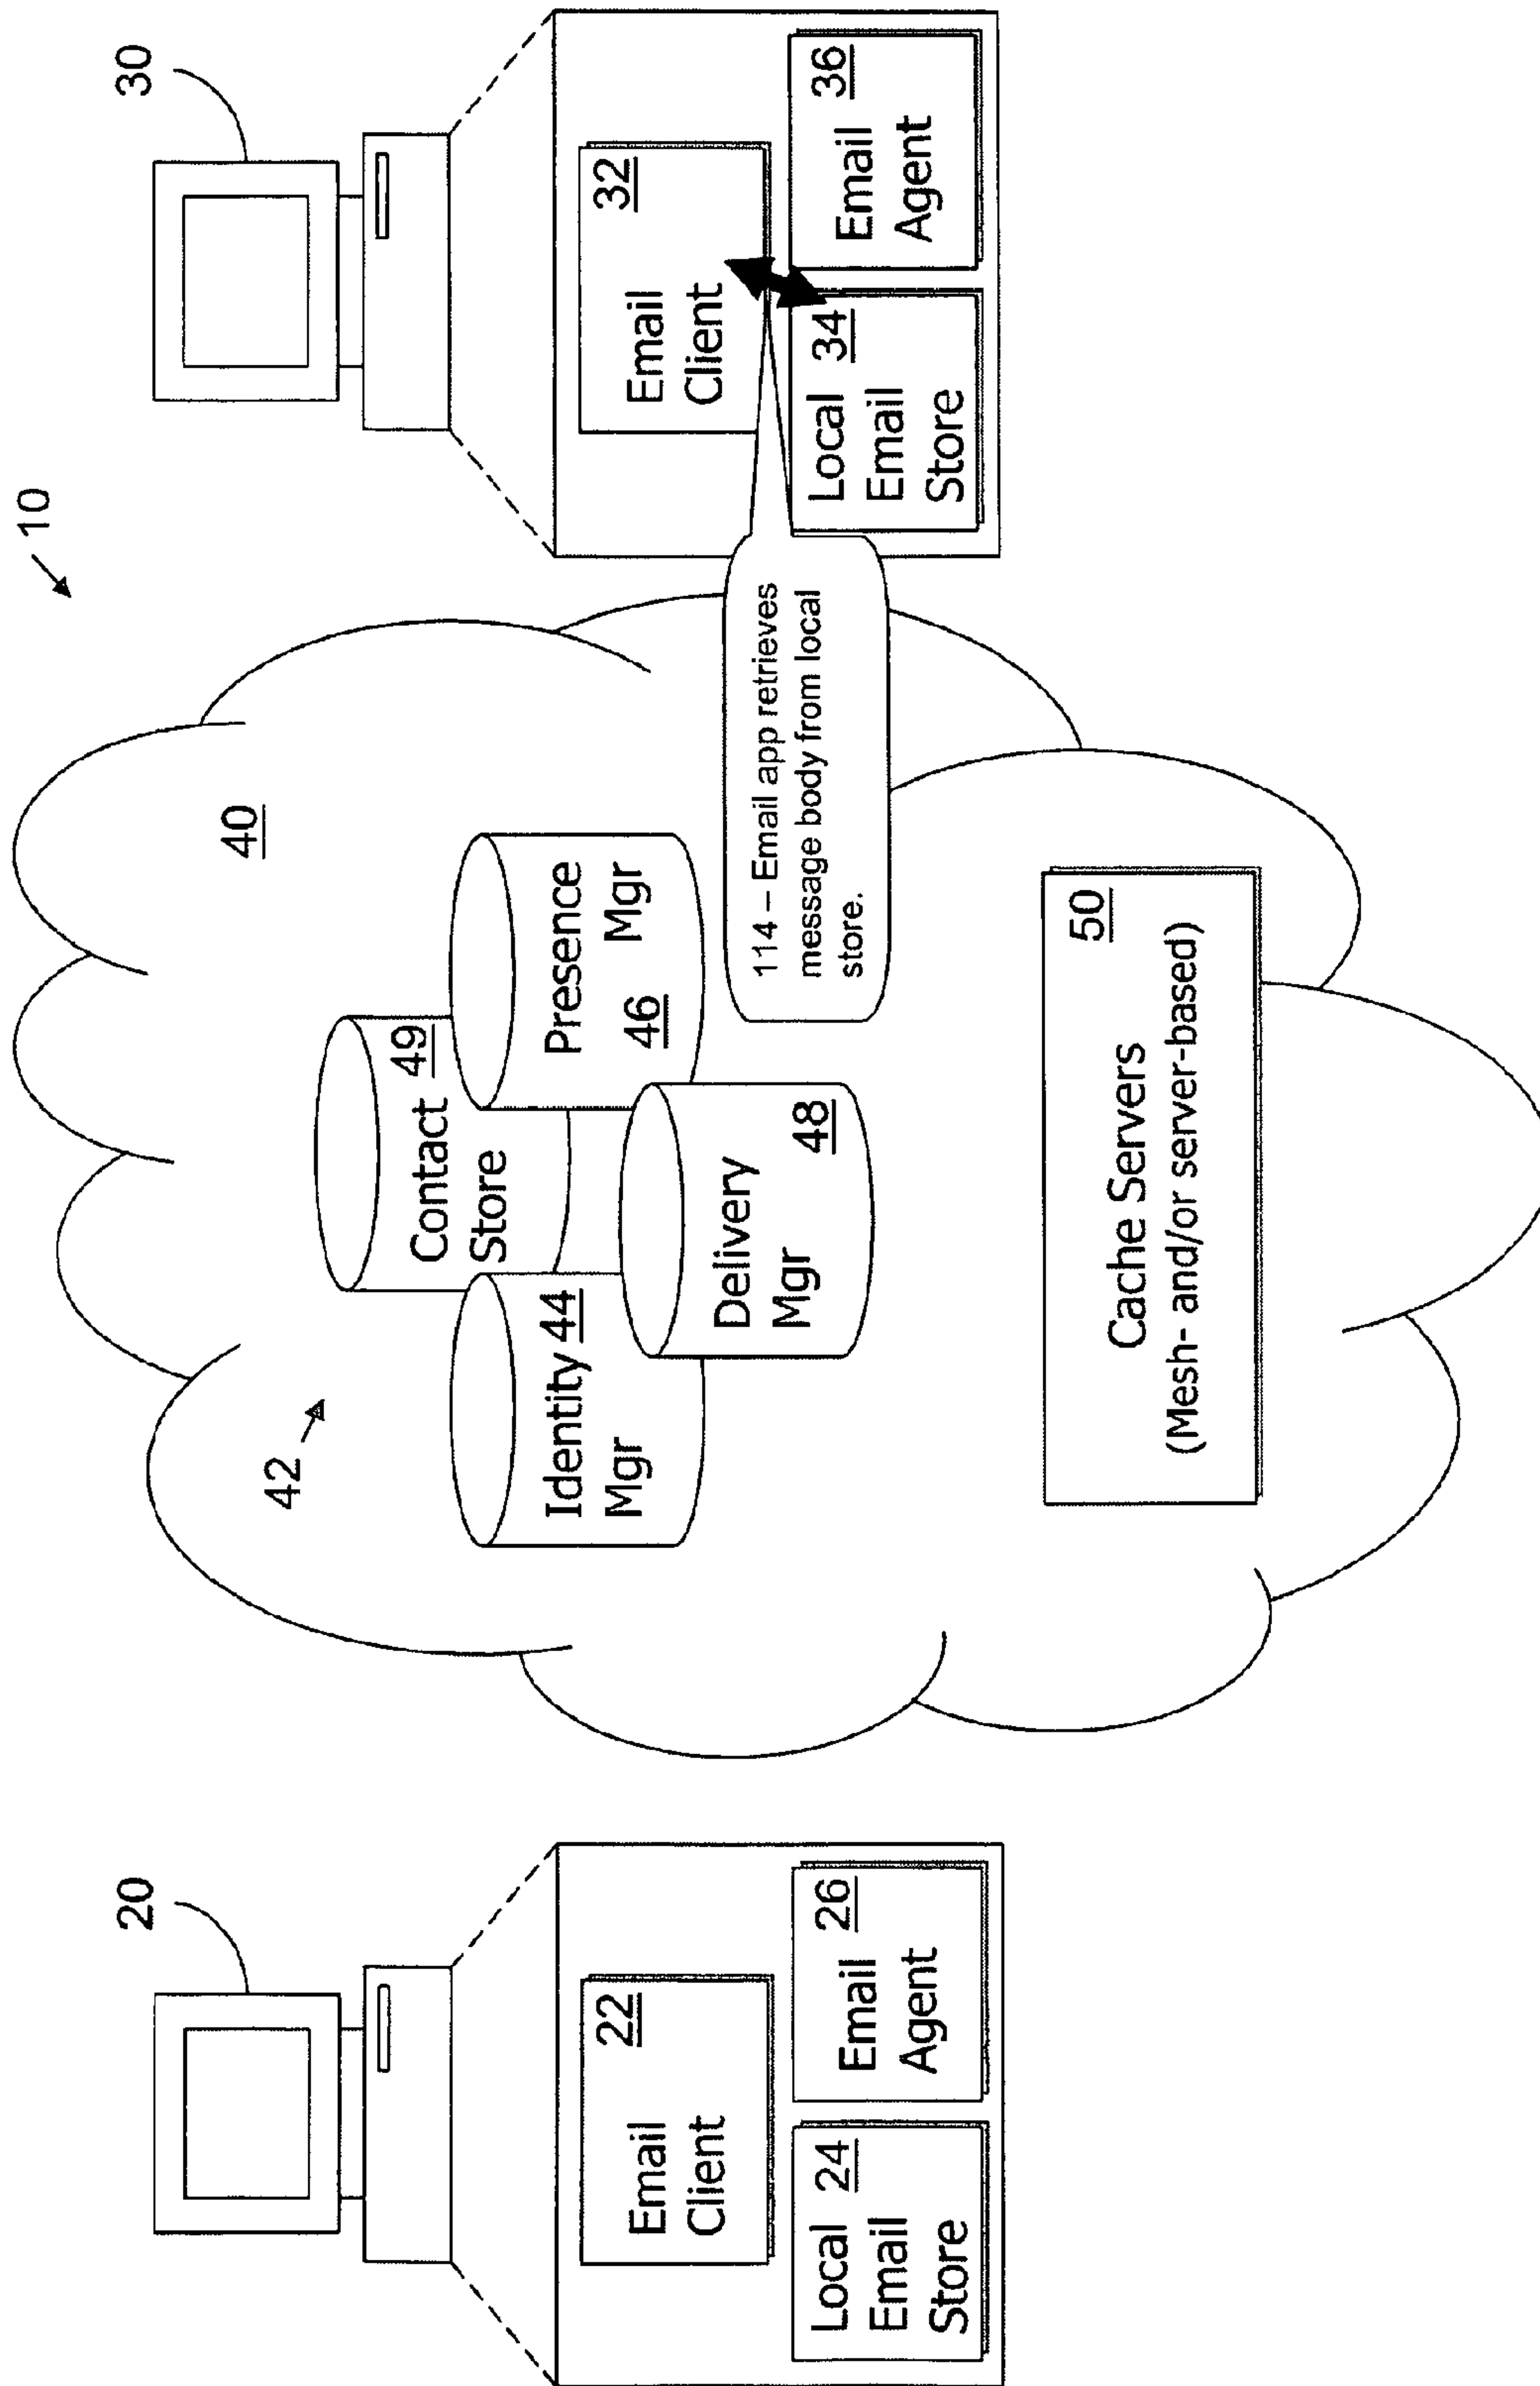 10
20
Email
Client
22
Local
Email
Store
24
Email
Agent
26
40
42
Identity
Mgr
44
Contact
Store
49
Presence
Mgr
46
Delivery
Mgr
48
114 – Email app retrieves
message body from local
store.
50
Cache Servers
(Mesh- and/or server-based)
30
Email
Client
32
Local
Email
Store
34
Email
Agent
36